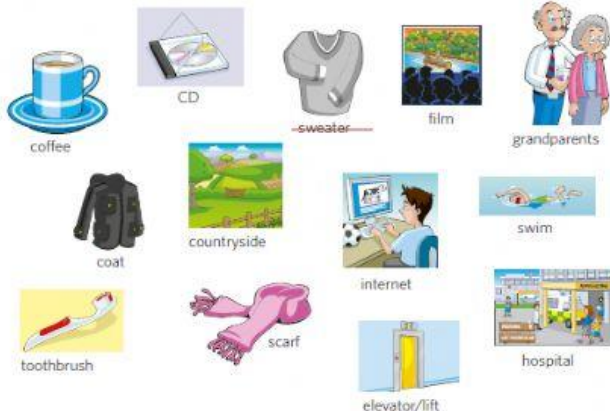 coffee
CD
sweater
film
grandparents
coat
countryside
internet
swim
toothbrush
scarf
elevator/lift
hospital